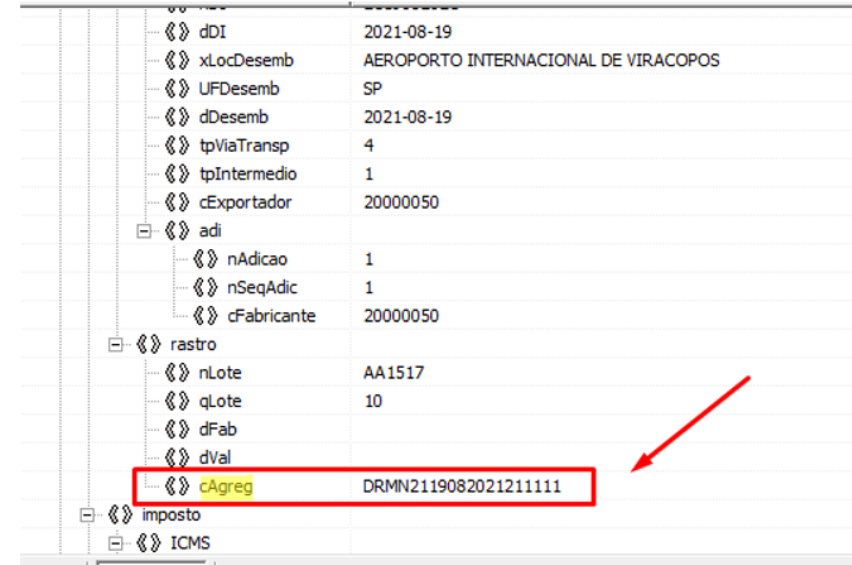 dDI 2021-08-19
xLocDesemb AEROPORTO INTERNACIONAL DE VIRACOPOS
UFDesemb SP
dDesemb 2021-08-19
tpViaTransp 4
tpIntermedio 1
cExportador 20000050
adi
nAdicao 1
nSeqAdic 1
cFabricante 20000050
rastro
nLote AA1517
qLote 10
dFab
dVal
cAgreg DRMN2119082021211111
imposto
ICMS